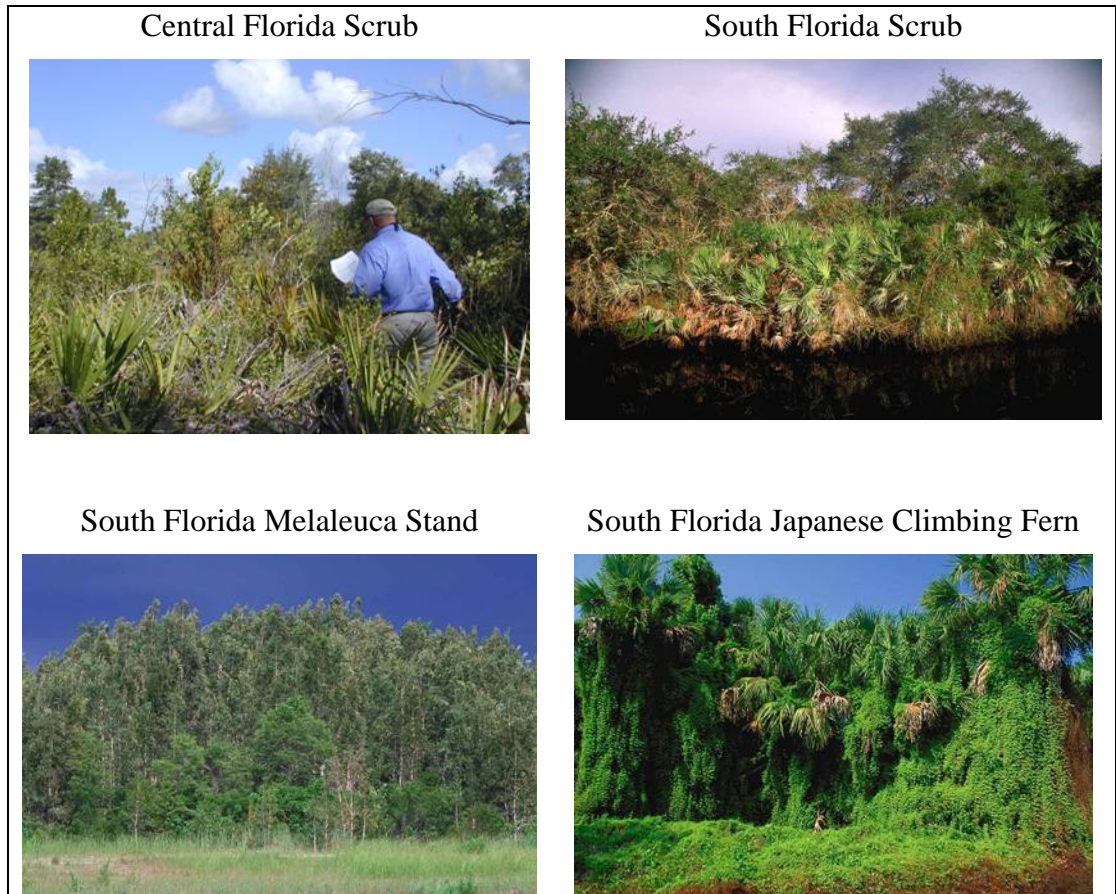 Central Florida Scrub
South Florida Scrub
South Florida Melaleuca Stand
South Florida Japanese Climbing Fern